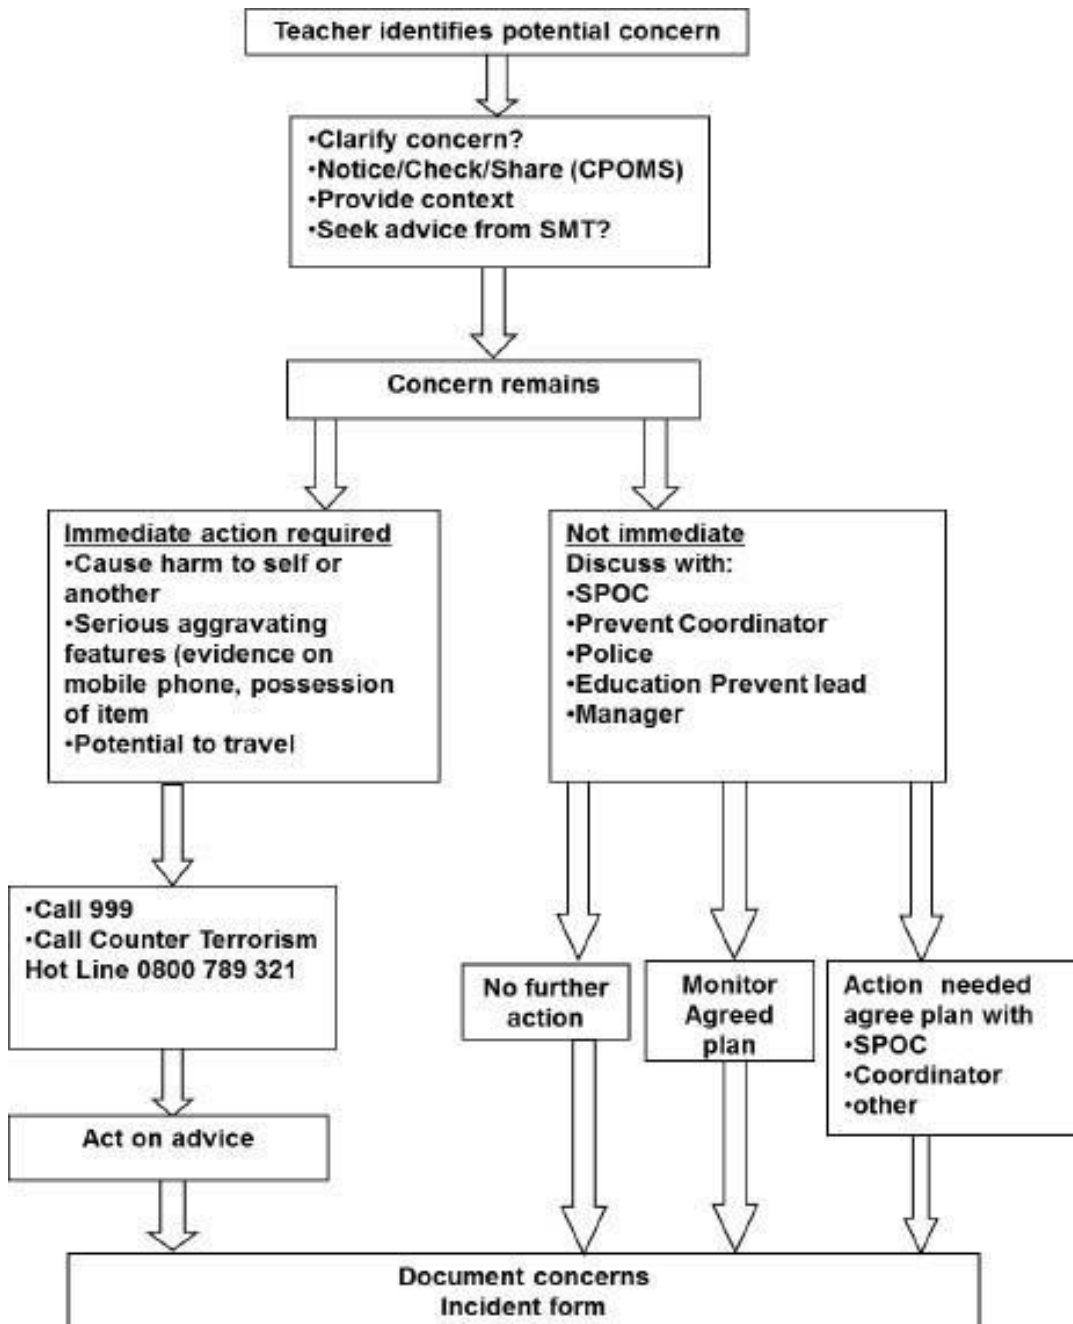 Teacher identifies potential concern
•Clarify concern?
•Notice/Check/Share (CPOMS)
•Provide context
•Seek advice from SMT?
Concern remains
Immediate action required
•Cause harm to self or
another
•Serious aggravating
features (evidence on
mobile phone, possession
of item
•Potential to travel
Not immediate
Discuss with:
•SPOC
•Prevent Coordinator
•Police
•Education Prevent lead
•Manager
•Call 999
•Call Counter Terrorism
Hot Line 0800 789 321
No further
action
Monitor
Agreed
plan
Action needed
agree plan with
•SPOC
•Coordinator
•other
Act on advice
Document concerns
Incident form